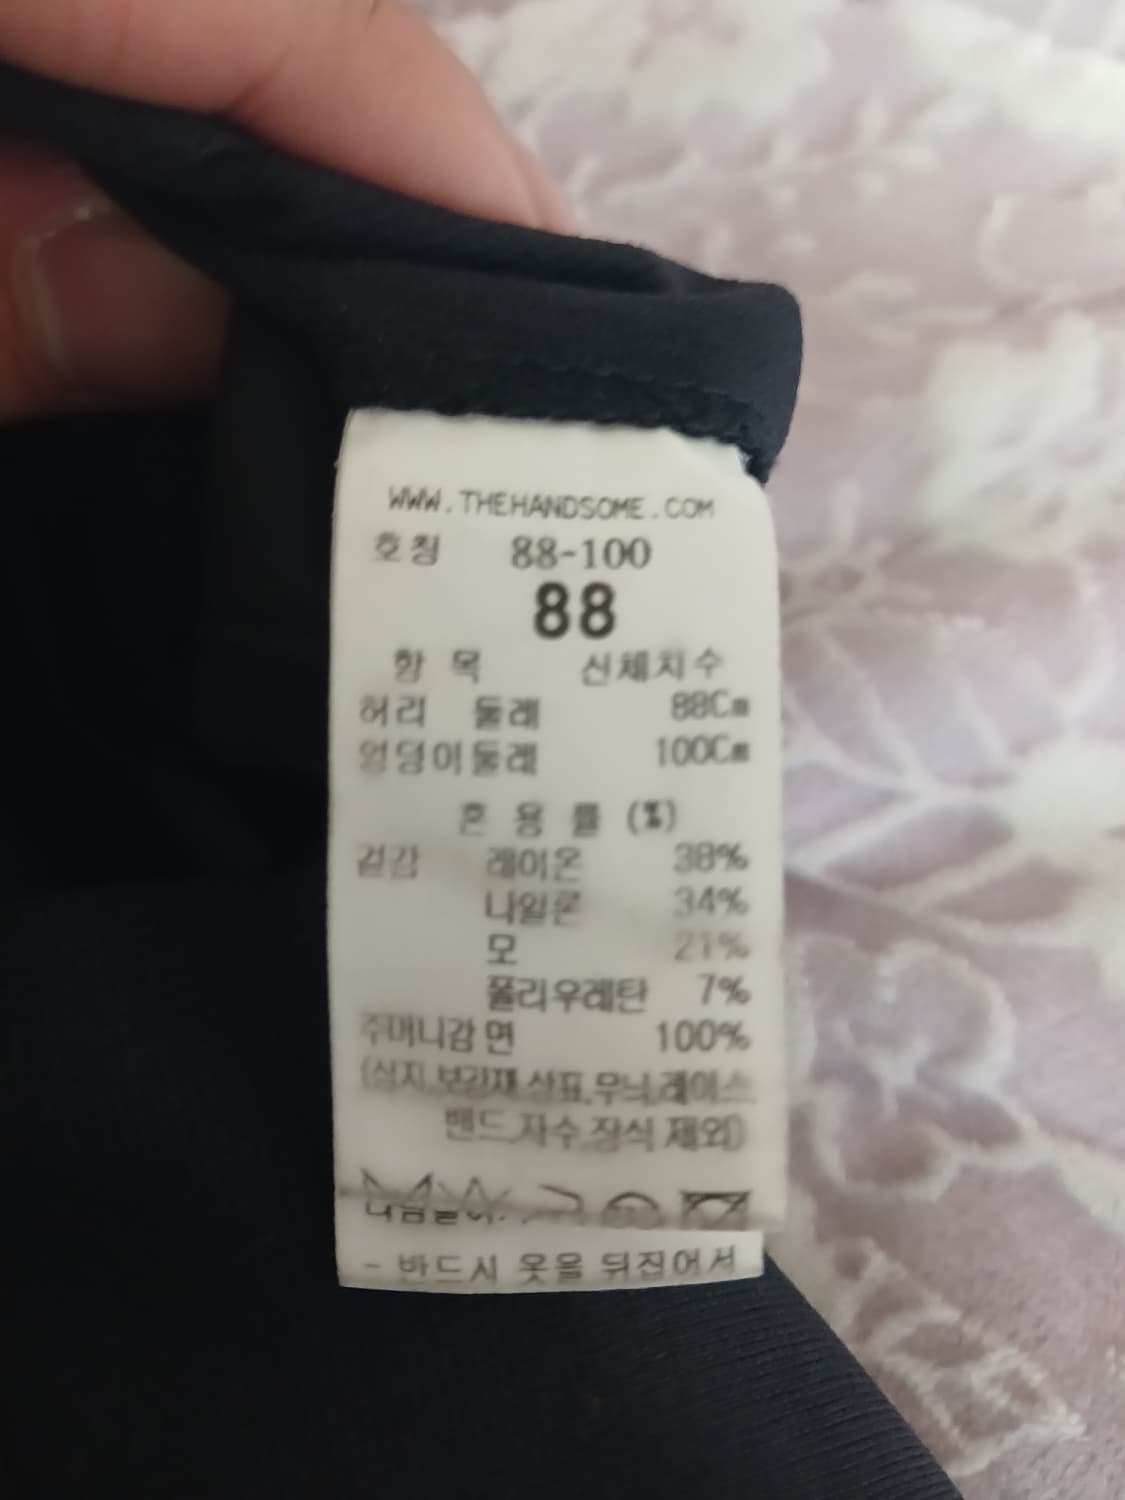 WWW.THEHANDSOME.COM
호칭 88-100
88
항 목 신체치수
허리 둘레 88Cm
엉덩이둘레 100Cm
혼 용 률 (%)
겉감 레이온 38%
나일론 34%
모 21%
폴리우레탄 7%
주머니감 면 100%
(심지,보강재,상표,무늬,레이스
밴드,자수,장식 제외)
- 반드시 옷을 뒤집어서